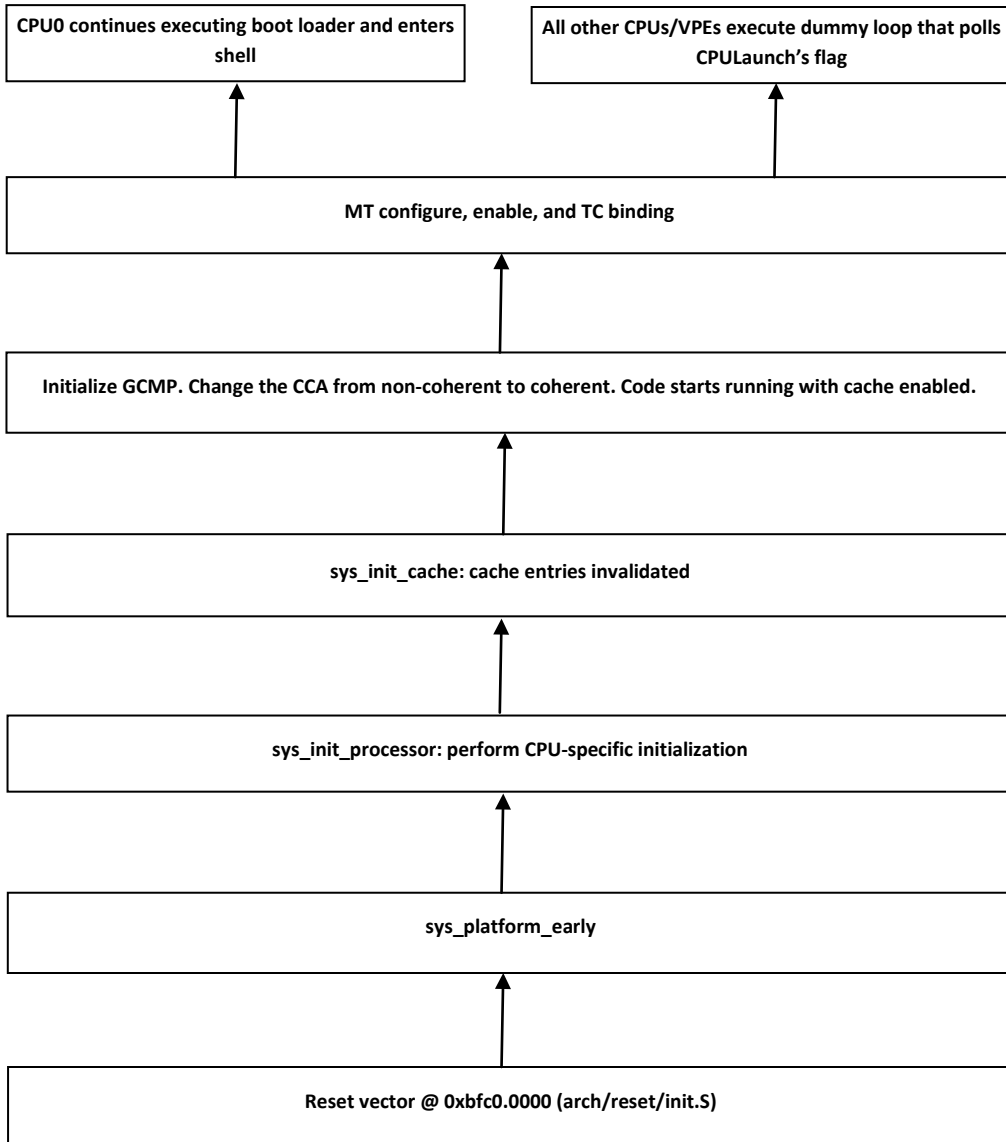 CPU0 continues executing boot loader and enters
shell
All other CPUs/VPEs execute dummy loop that polls
CPULaunch’s flag
MT configure, enable, and TC binding
Initialize GCMP. Change the CCA from non-coherent to coherent. Code starts running with cache enabled.
sys_init_cache: cache entries invalidated
sys_init_processor: perform CPU-specific initialization
sys_platform_early
Reset vector @ 0xbfc0.0000 (arch/reset/init.S)